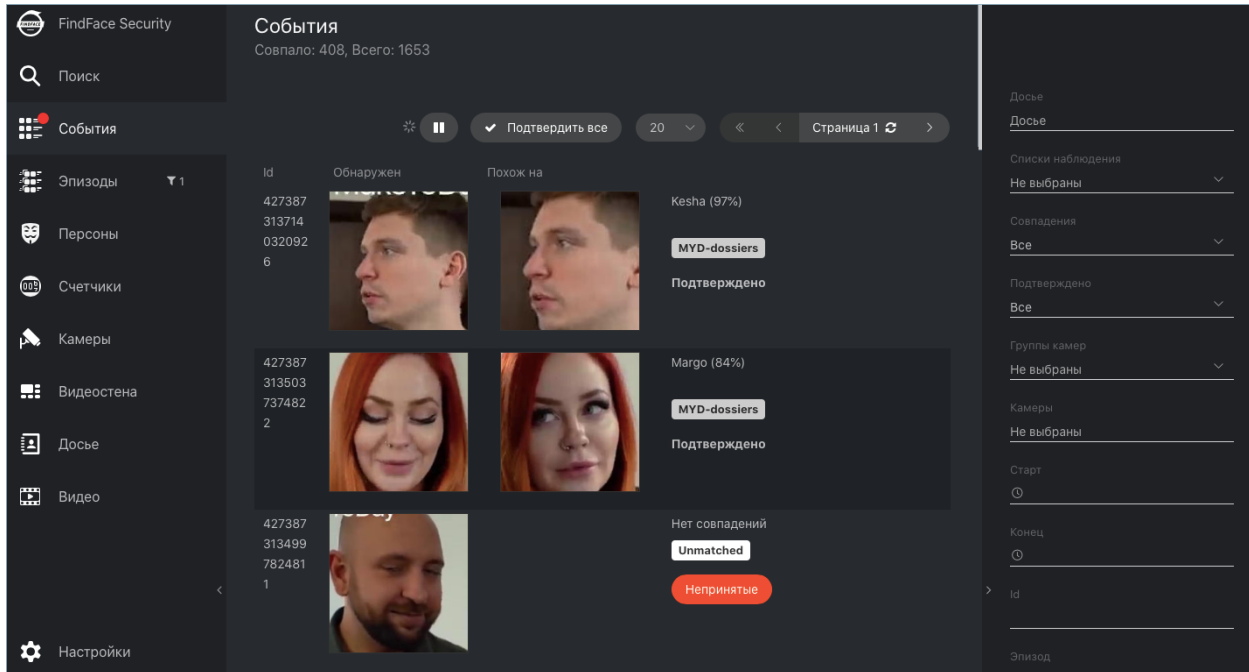 FINDFACE
FindFace Security
Поиск
События
Эпизоды
1
Персоны
Счетчики
Камеры
Видеостена
Досье
Видео
Настройки
События
Совпало: 408, Всего: 1653
Подтвердить все
20
Страница 1
Id
Обнаружен
Похож на
427387
313714
032092
6
Kesha (97%)
MYD-dossiers
Подтверждено
427387
313503
737482
2
Margo (84%)
MYD-dossiers
Подтверждено
427387
313499
782481
1
Нет совпадений
Unmatched
Непринятые
Досье
Досье
Списки наблюдения
Не выбраны
Совпадения
Все
Подтверждено
Все
Группы камер
Не выбраны
Камеры
Не выбраны
Старт
Конец
Id
Эпизод